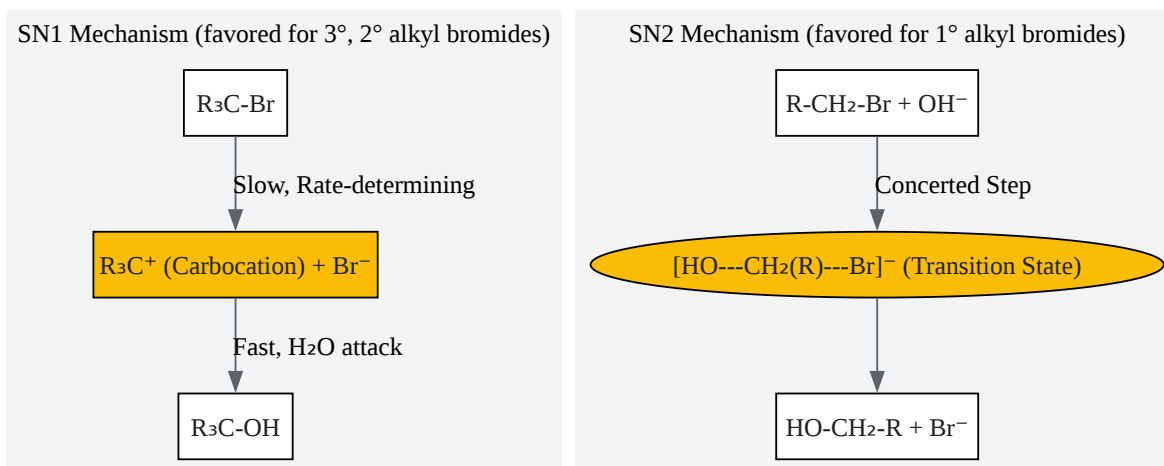 SN1 Mechanism (favored for 3°, 2° alkyl bromides)
R₃C-Br
Slow, Rate-determining
R₃C⁺ (Carbocation) + Br⁻
Fast, H₂O attack
R₃C-OH
SN2 Mechanism (favored for 1° alkyl bromides)
R-CH₂-Br + OH⁻
Concerted Step
[HO---CH₂(R)---Br]⁻ (Transition State)
HO-CH₂-R + Br⁻